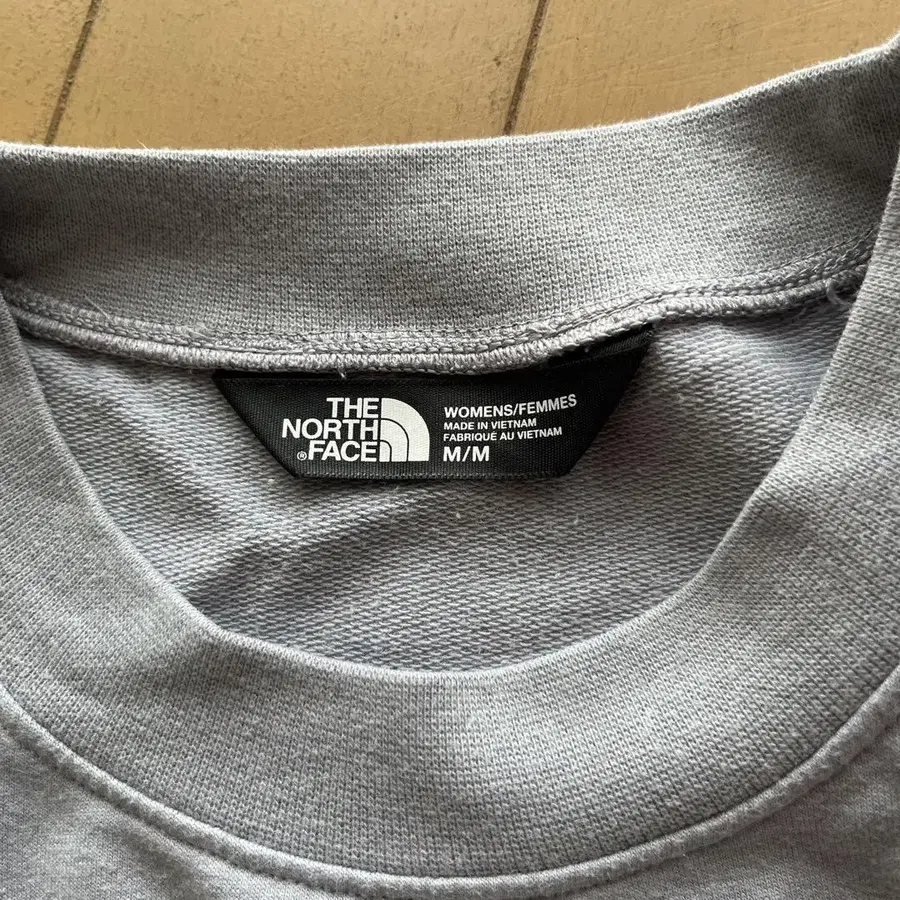 THE
NORTH
® FACE
WOMENS/FEMMES
MADE IN VIETNAM
FABRIQUÉ AU VIETNAM
M/M